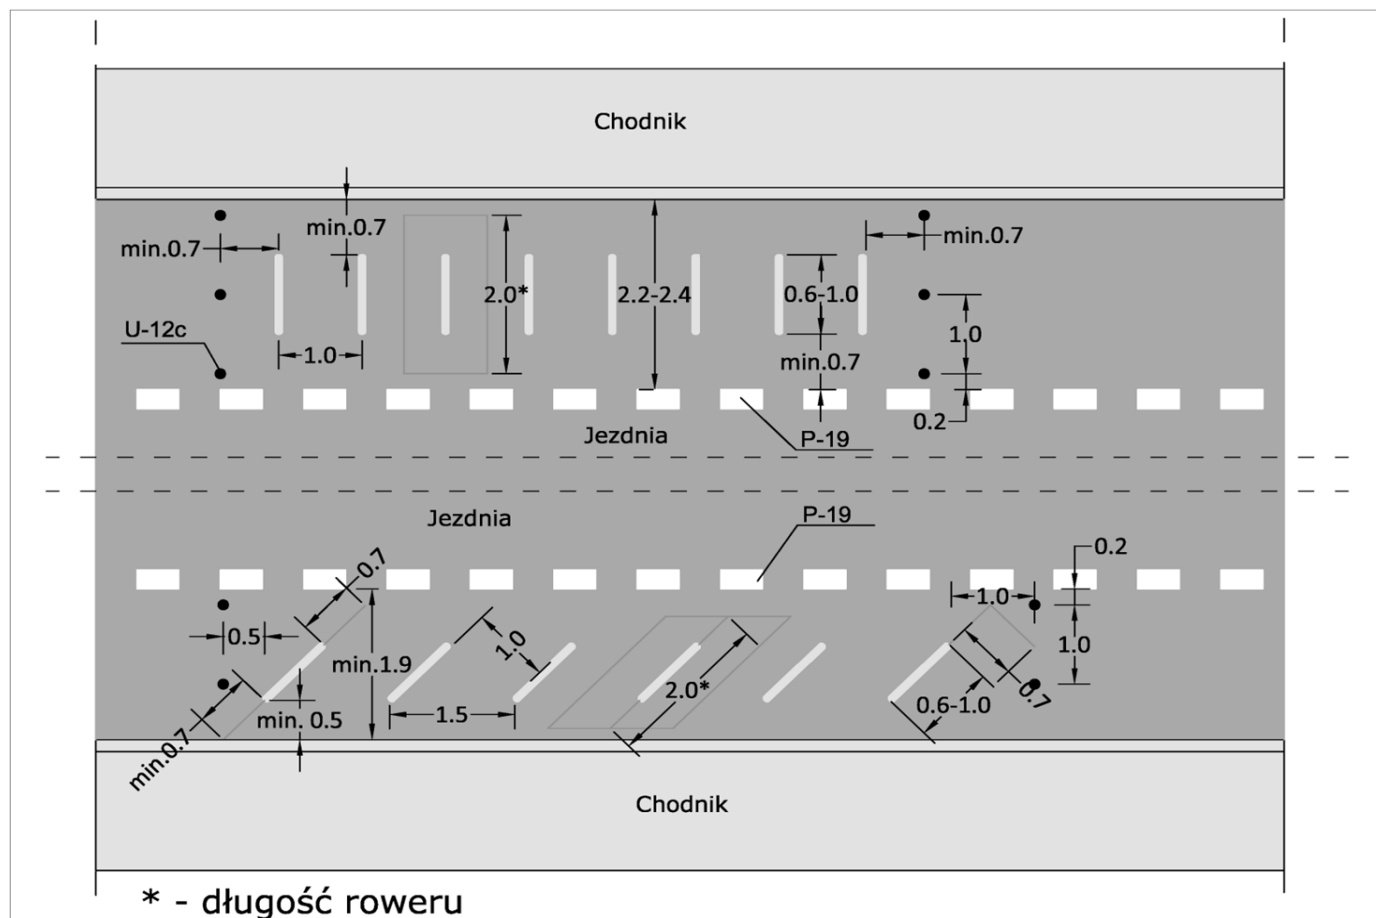 Chodnik
min.0.7
min.0.7
min.0.7
2.0*
2.2-2.4
0.6-1.0
U-12c
1.0
min.0.7
1.0
0.2
Jezdnia
P-19
Jezdnia
P-19
0.7
0.2
0.5
min.1.9
1.0
1.0
1.0
min.0.7
min. 0.5
1.5
2.0*
0.6-1.0
0.7
Chodnik
* - długość roweru